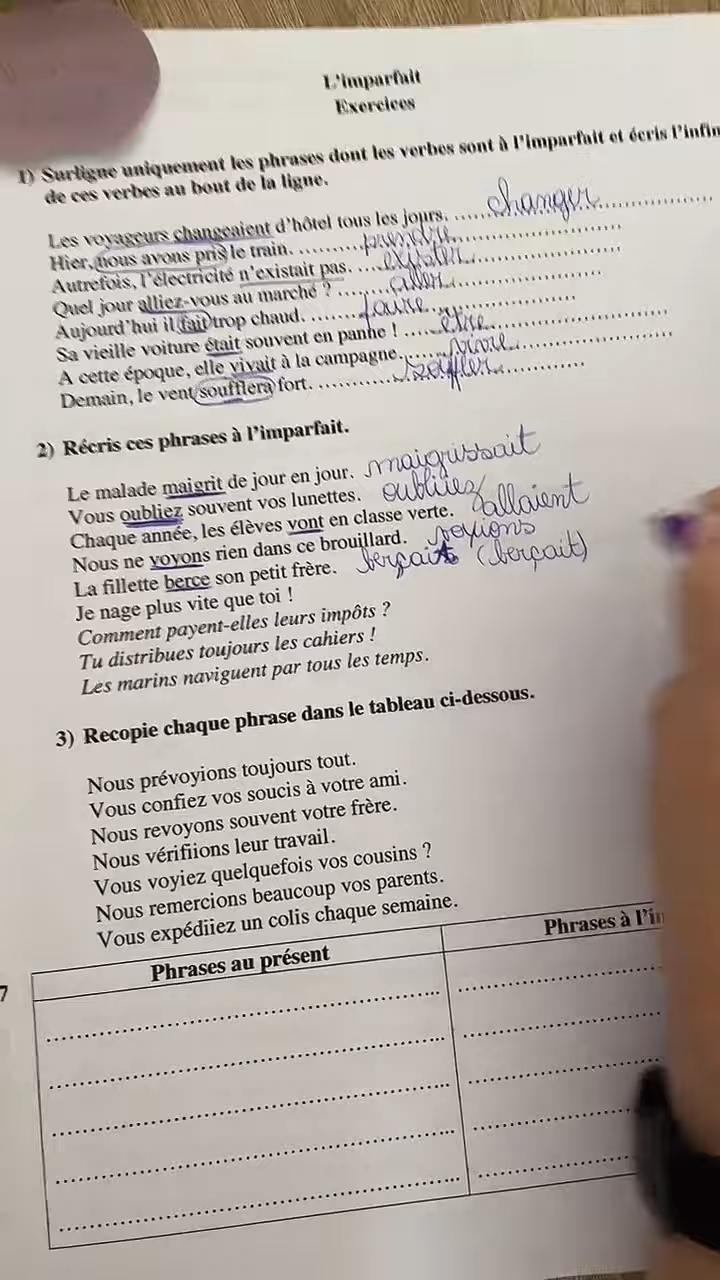 L'imparfait
Exercices
1) Surligne uniquement les phrases dont les verbes sont à l'imparfait et écris l'infin
de ces verbes au bout de la ligne.
Les voyageurs changeaient d'hôtel tous les jours. ...... changer
Hier, nous avons pris le train. ........ prendre
Autrefois, l'électricité n'existait pas. .... exister
Quel jour alliez-vous au marché ? ...... aller
Aujourd'hui il fait trop chaud. ....... faire
Sa vieille voiture était souvent en panne ! .... être
A cette époque, elle vivait à la campagne. ...... vivre
Demain, le vent soufflera fort. ............ souffler
2) Récris ces phrases à l'imparfait.
Le malade maigrit de jour en jour. maigrissait
Vous oubliez souvent vos lunettes. oubliiez
Chaque année, les élèves vont en classe verte. allaient
Nous ne voyons rien dans ce brouillard. voyions
La fillette berce son petit frère. (berçait)
Je nage plus vite que toi !
Comment payent-elles leurs impôts ?
Tu distribues toujours les cahiers !
Les marins naviguent par tous les temps.
3) Recopie chaque phrase dans le tableau ci-dessous.
Nous prévoyions toujours tout.
Vous confiez vos soucis à votre ami.
Nous revoyons souvent votre frère.
Nous vérifiions leur travail.
Vous voyiez quelquefois vos cousins ?
Nous remercions beaucoup vos parents.
Vous expédiiez un colis chaque semaine.
Phrases au présent
Phrases à l'in
7